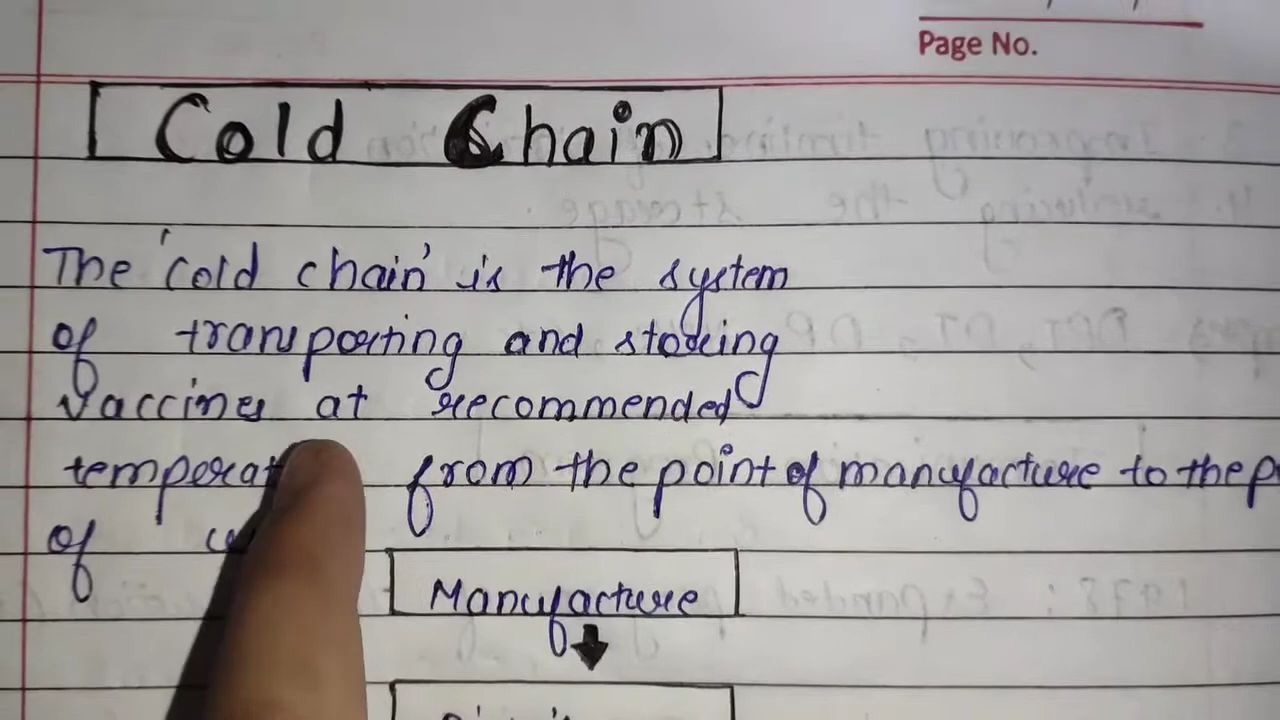 Page No.
Cold Chain
The 'cold chain' is the system
of transporting and storing
Vaccines at recommended
from the point of manufacture to the
of
Manufacture